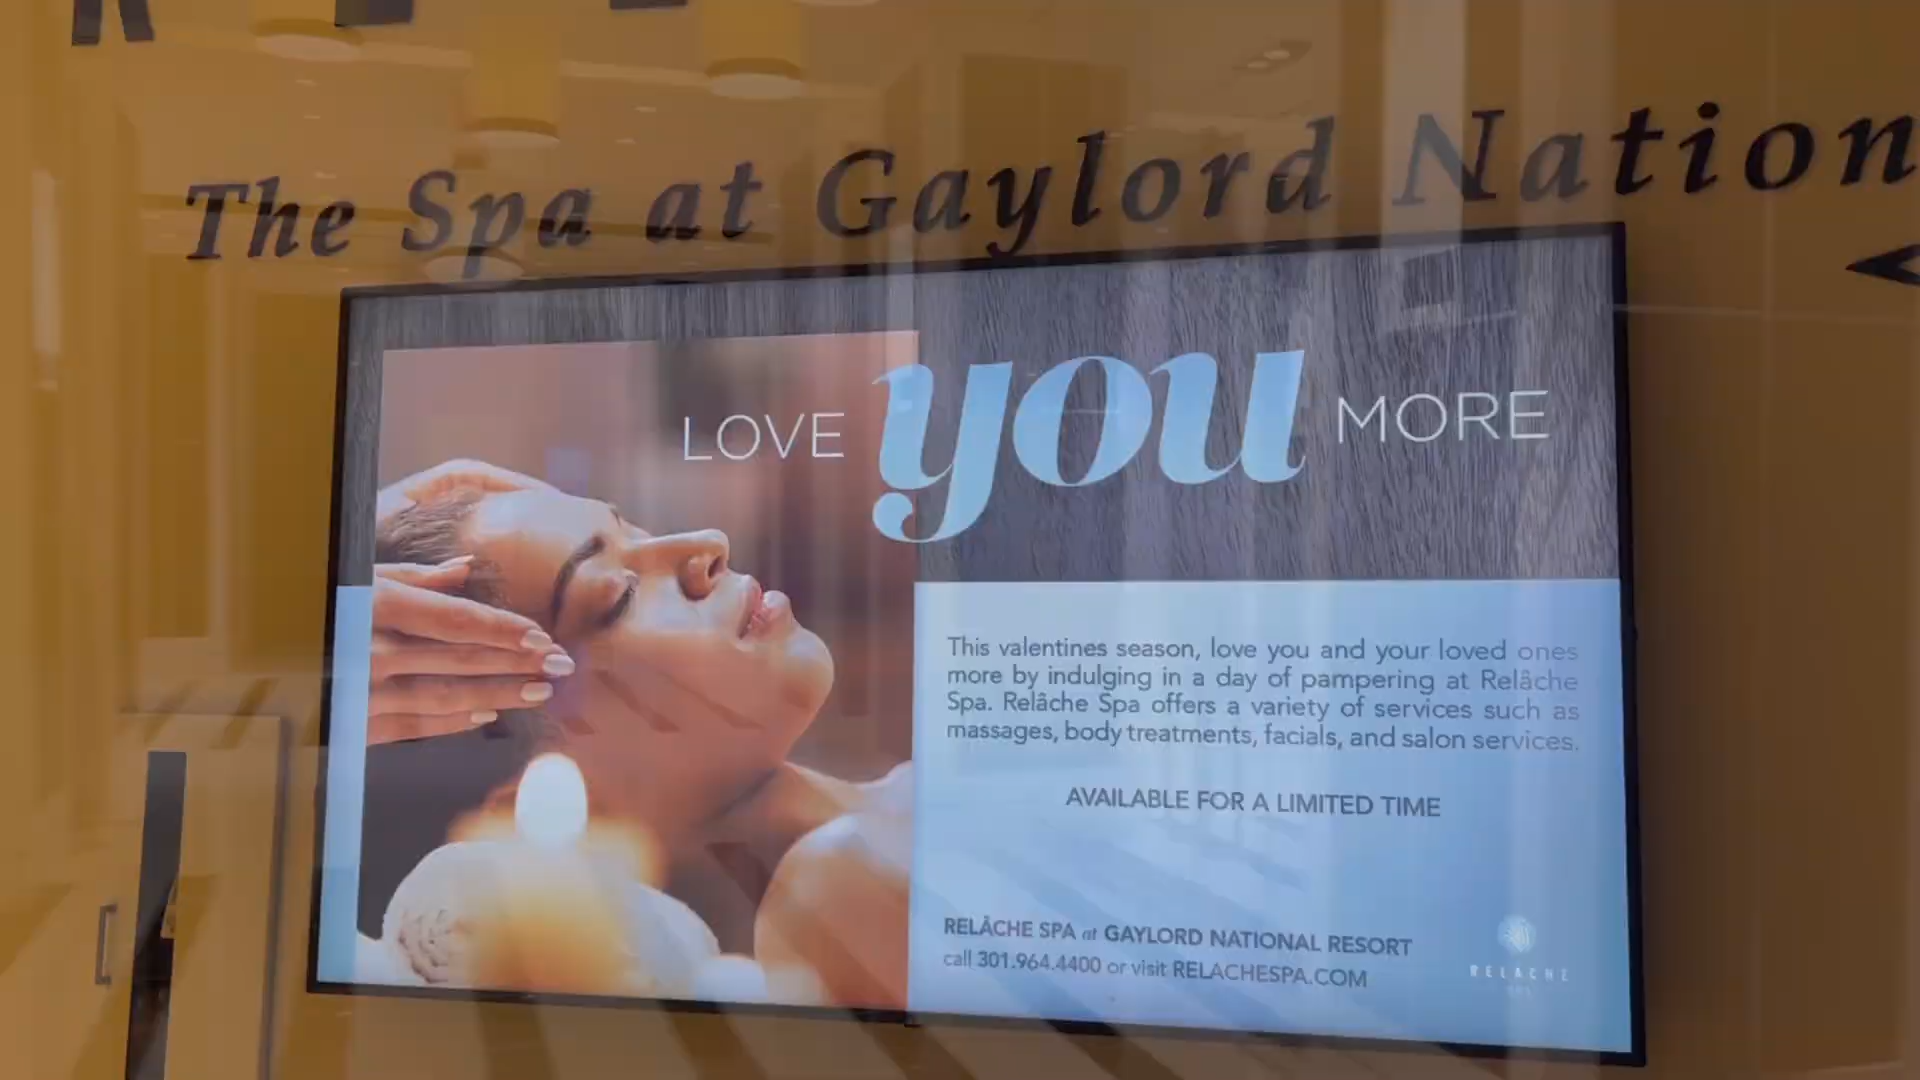 The Spa at Gaylord Nation
LOVE you MORE
This valentines season, love you and your loved ones
more by indulging in a day of pampering at Relâche
Spa. Relâche Spa offers a variety of services such as
massages, body treatments, facials, and salon services.
AVAILABLE FOR A LIMITED TIME
RELÂCHE SPA at GAYLORD NATIONAL RESORT
call 301.964.4400 or visit RELACHESPA.COM
RELÂCHE
SPA